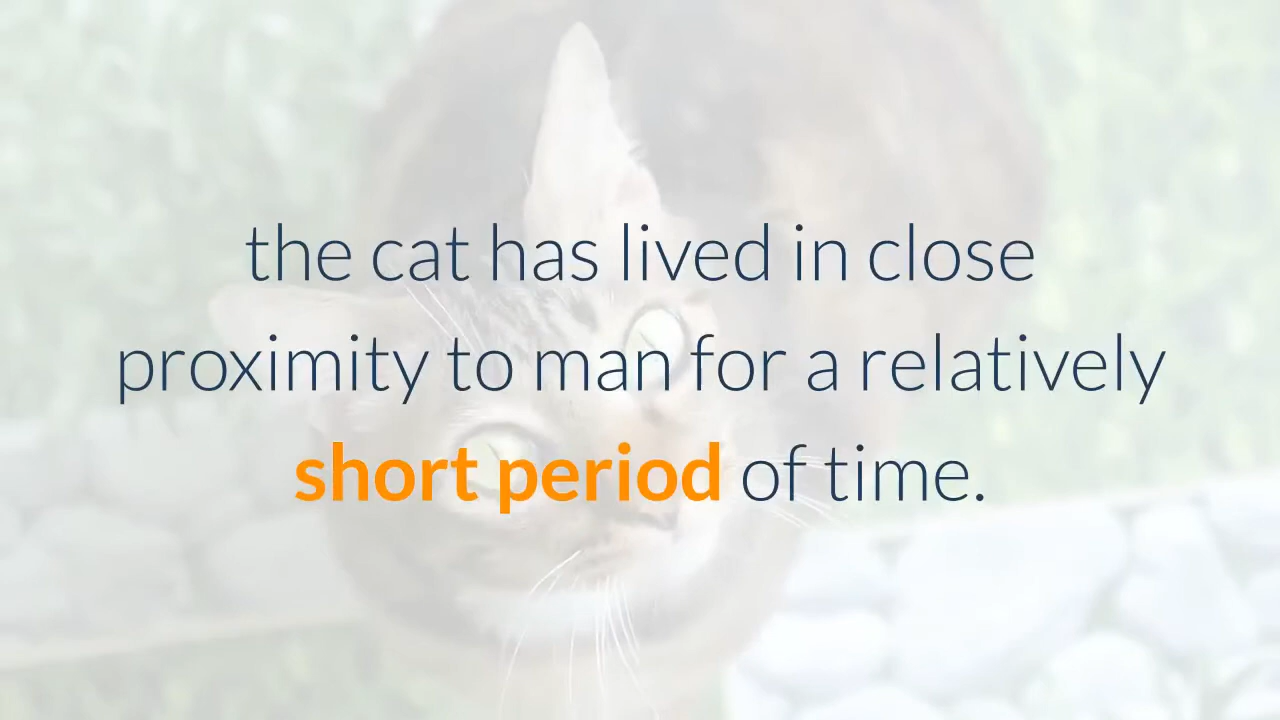 the cat has lived in close
proximity to man for a relatively
short period of time.